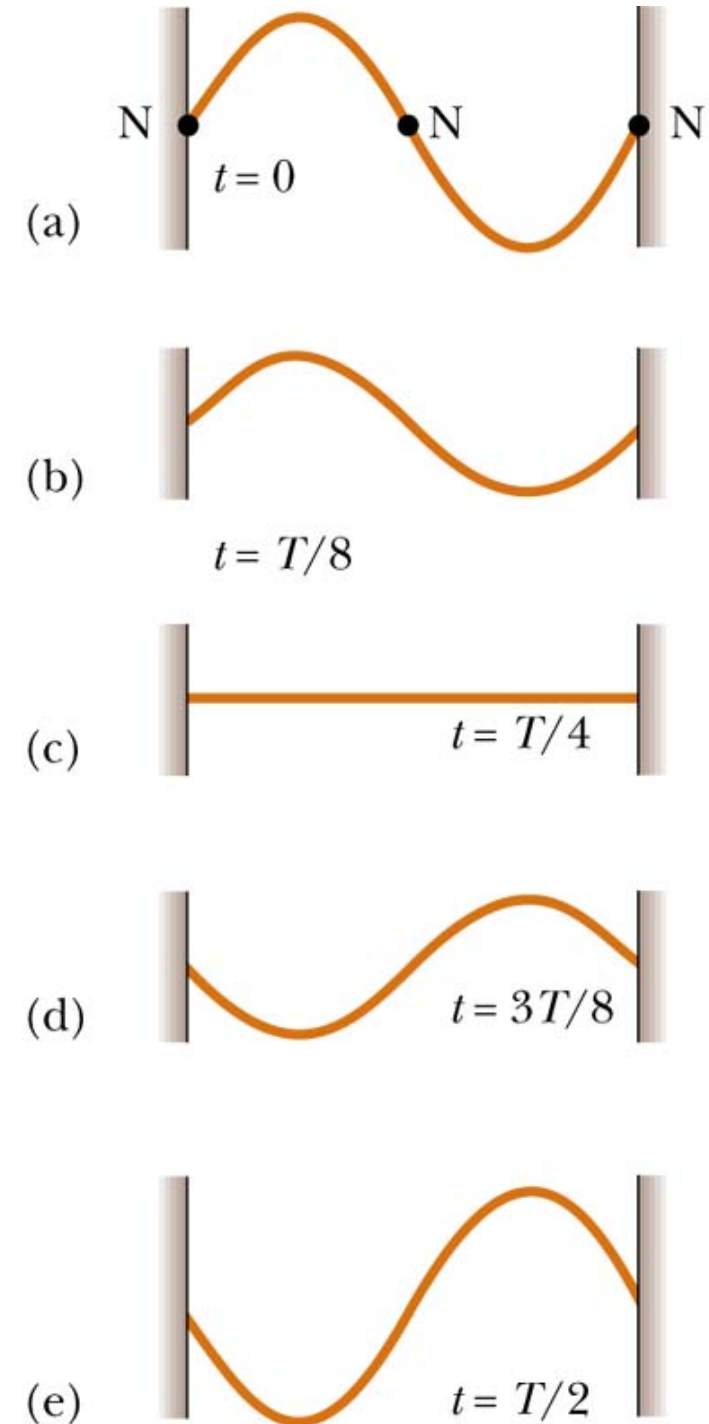 N N N
t = 0
(a)
(b)
t = T/8
(c)
t = T/4
(d)
t = 3T/8
(e)
t = T/2